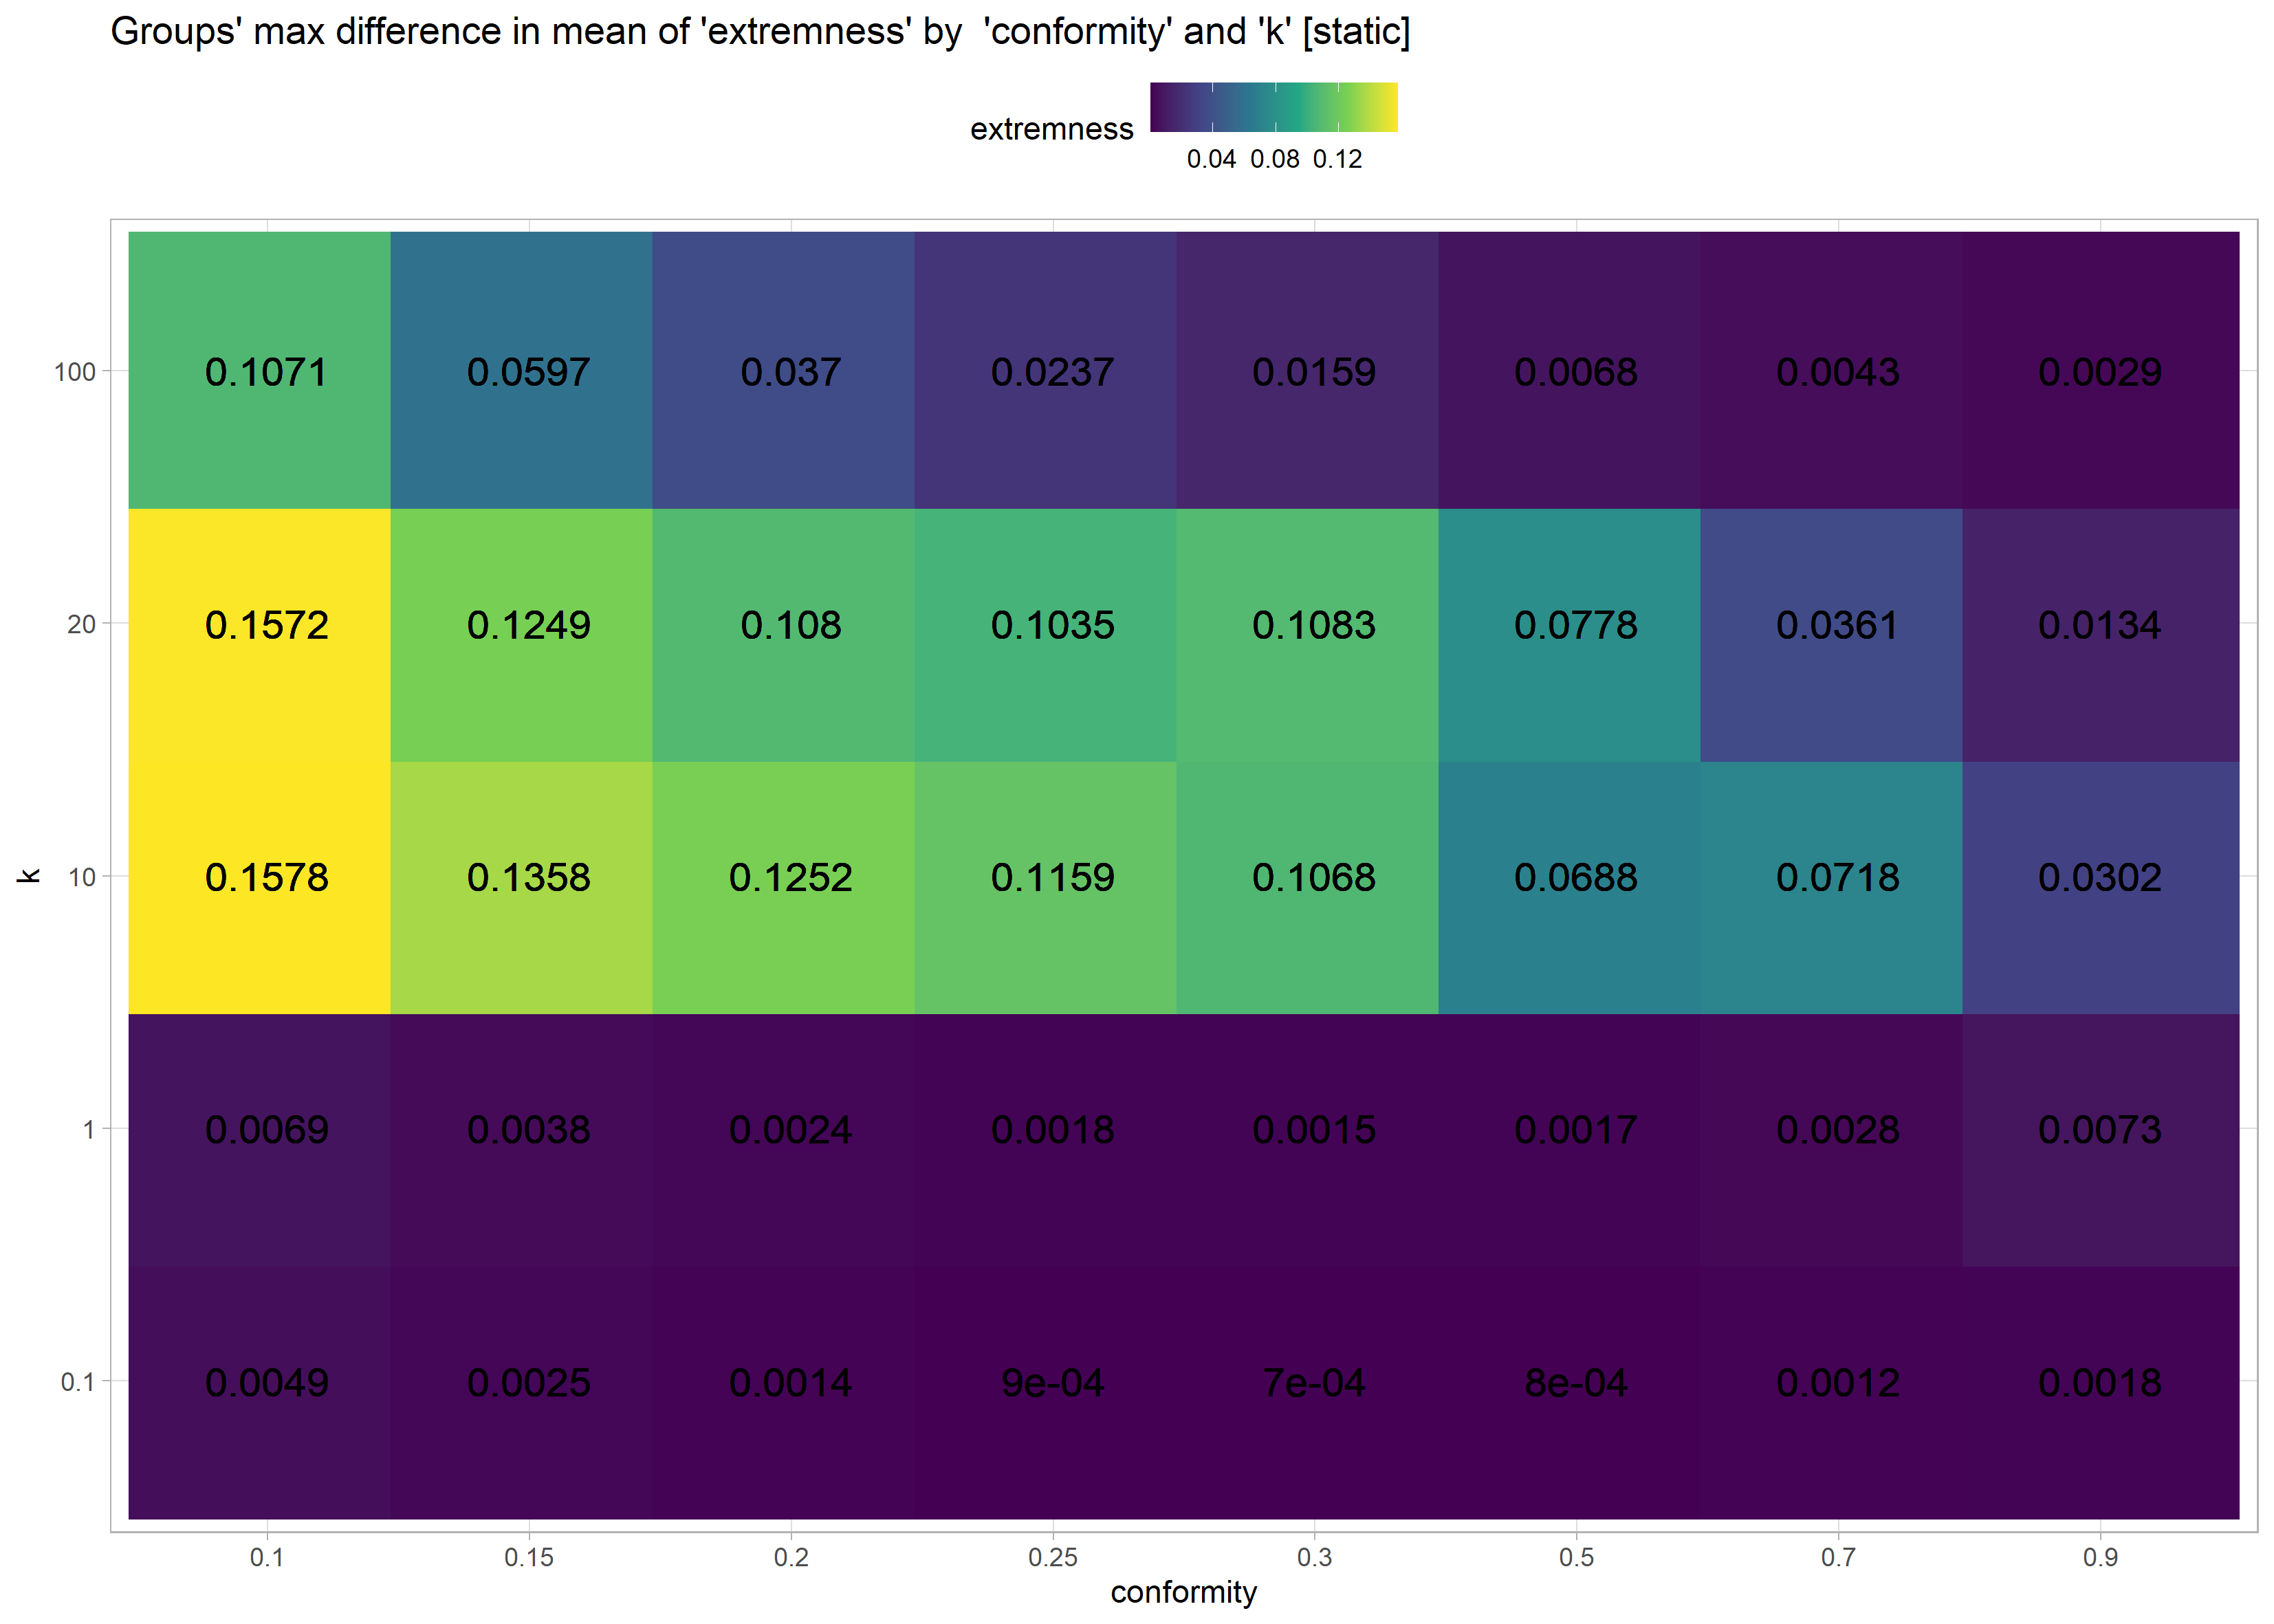 Groups' max difference in mean of 'extremness' by  'conformity' and 'k' [static]
extremness
0.04 0.08 0.12
100 0.1071 0.0597 0.037 0.0237 0.0159 0.0068 0.0043 0.0029
20 0.1572 0.1249 0.108 0.1035 0.1083 0.0778 0.0361 0.0134
k
10 0.1578 0.1358 0.1252 0.1159 0.1068 0.0688 0.0718 0.0302
1 0.0069 0.0038 0.0024 0.0018 0.0015 0.0017 0.0028 0.0073
0.1 0.0049 0.0025 0.0014 9e-04 7e-04 8e-04 0.0012 0.0018
0.1 0.15 0.2 0.25 0.3 0.5 0.7 0.9
conformity